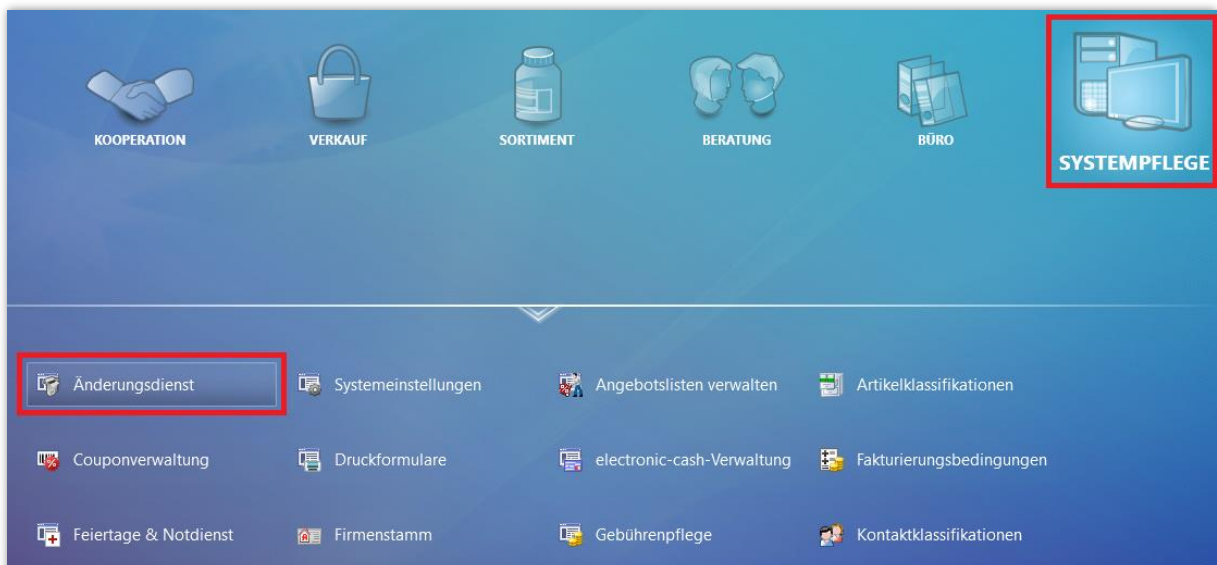 KOOPERATION
VERKAUF
SORTIMENT
BERATUNG
BÜRO
SYSTEMPFLEGE
Änderungsdienst
Systemeinstellungen
Angebotslisten verwalten
Artikelklassifikationen
Couponverwaltung
Druckformulare
electronic-cash-Verwaltung
Fakturierungsbedingungen
Feiertage & Notdienst
Firmenstamm
Gebührenpflege
Kontaktklassifikationen